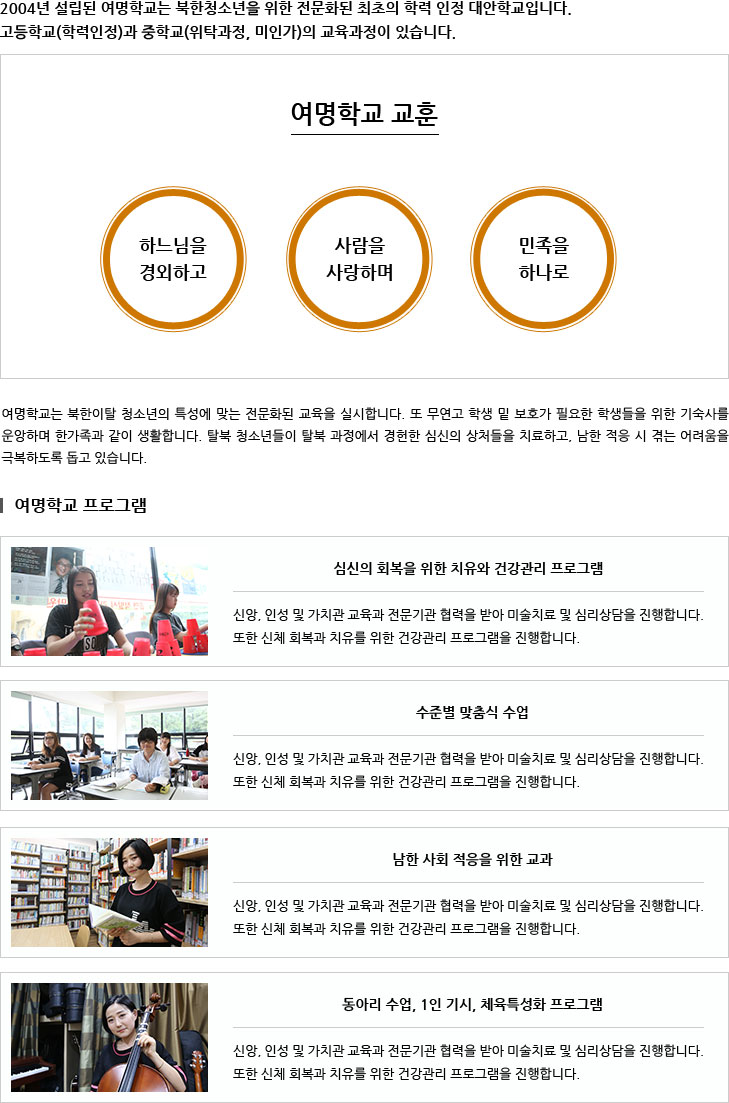 2004년 설립된 여명학교는 북한청소년을 위한 전문화된 최초의 학력 인정 대안학교입니다.
고등학교(학력인정)과 중학교(위탁과정, 미인가)의 교육과정이 있습니다.
여명학교 교훈
하느님을
경외하고
사람을
사랑하며
민족을
하나로
여명학교는 북한이탈 청소년의 특성에 맞는 전문화된 교육을 실시합니다. 또 무연고 학생 밑 보호가 필요한 학생들을 위한 기숙사를
운앙하며 한가족과 같이 생활합니다. 탈북 청소년들이 탈북 과정에서 경헌한 심신의 상처들을 치료하고, 남한 적응 시 겪는 어려움을
극복하도록 돕고 있습니다.
여명학교 프로그램
심신의 회복을 위한 치유와 건강관리 프로그램
신앙, 인성 및 가치관 교육과 전문기관 협력을 받아 미술치료 및 심리상담을 진행합니다.
또한 신체 회복과 치유를 위한 건강관리 프로그램을 진행합니다.
수준별 맞춤식 수업
신앙, 인성 및 가치관 교육과 전문기관 협력을 받아 미술치료 및 심리상담을 진행합니다.
또한 신체 회복과 치유를 위한 건강관리 프로그램을 진행합니다.
남한 사회 적응을 위한 교과
신앙, 인성 및 가치관 교육과 전문기관 협력을 받아 미술치료 및 심리상담을 진행합니다.
또한 신체 회복과 치유를 위한 건강관리 프로그램을 진행합니다.
동아리 수업, 1인 기시, 체육특성화 프로그램
신앙, 인성 및 가치관 교육과 전문기관 협력을 받아 미술치료 및 심리상담을 진행합니다.
또한 신체 회복과 치유를 위한 건강관리 프로그램을 진행합니다.